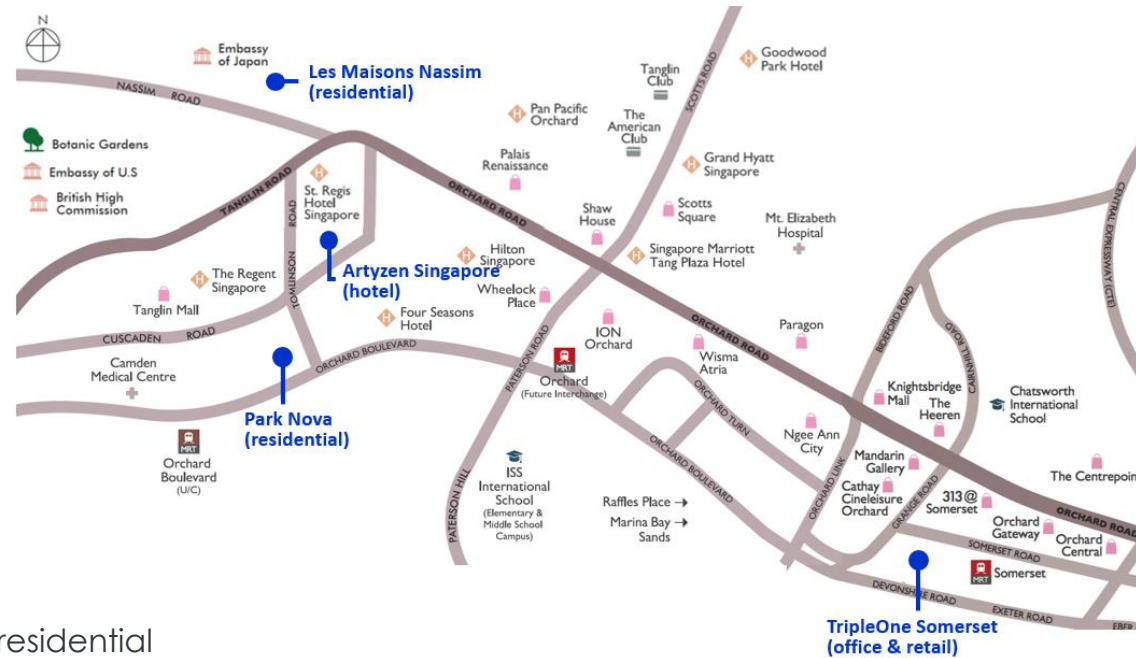 N
Embassy
of Japan
Les Maisons Nassim
(residential)
NASSIM ROAD
Botanic Gardens
Embassy of U.S
British High
Commission
TANGLIN ROAD
St. Regis
Hotel
Singapore
TOMLINSON ROAD
Artyzen Singapore
(hotel)
The Regent
Singapore
Tanglin Mall
CUSCADEN ROAD
Camden
Medical Centre
Park Nova
(residential)
Orchard
Boulevard
(U/C)
MRT
ORCHARD BOULEVARD
Four Seasons
Hotel
Hilton
Singapore
Wheelock
Place
Pan Pacific
Orchard
Palais
Renaissance
ORCHARD ROAD
Tanglin
Club
The
American
Club
SCOTTS ROAD
Goodwood
Park Hotel
Grand Hyatt
Singapore
Scotts
Square
Shaw
House
Singapore Marriott
Tang Plaza Hotel
Mt. Elizabeth
Hospital
PATERSON ROAD
ION
Orchard
MRT
Orchard
(Future Interchange)
Wisma
Atria
ORCHARD ROAD
Paragon
ORCHARD TURN
Ngee Ann
City
ORCHARD BOULEVARD
PATERSON HILL
ISS
International
School
(Elementary &
Middle School
Campus)
Raffles Place →
Marina Bay →
Sands
ORCHARD LINK
BIDEFORD ROAD
CAIRNHILL ROAD
CENTRAL EXPRESSWAY (CTE)
Knightsbridge
Mall
The
Heeren
Chatsworth
International
School
Mandarin
Gallery
Cathay
Cineleisure
Orchard
GRANGE ROAD
313@
Somerset
The Centrepoin
Orchard
Gateway
Orchard
Central
ORCHARD ROAD
SOMERSET ROAD
MRT
Somerset
DEVONSHIRE ROAD
EXETER ROAD
EBER
TripleOne Somerset
(office & retail)
residential
H
H
H
H
H
H
H
H
H